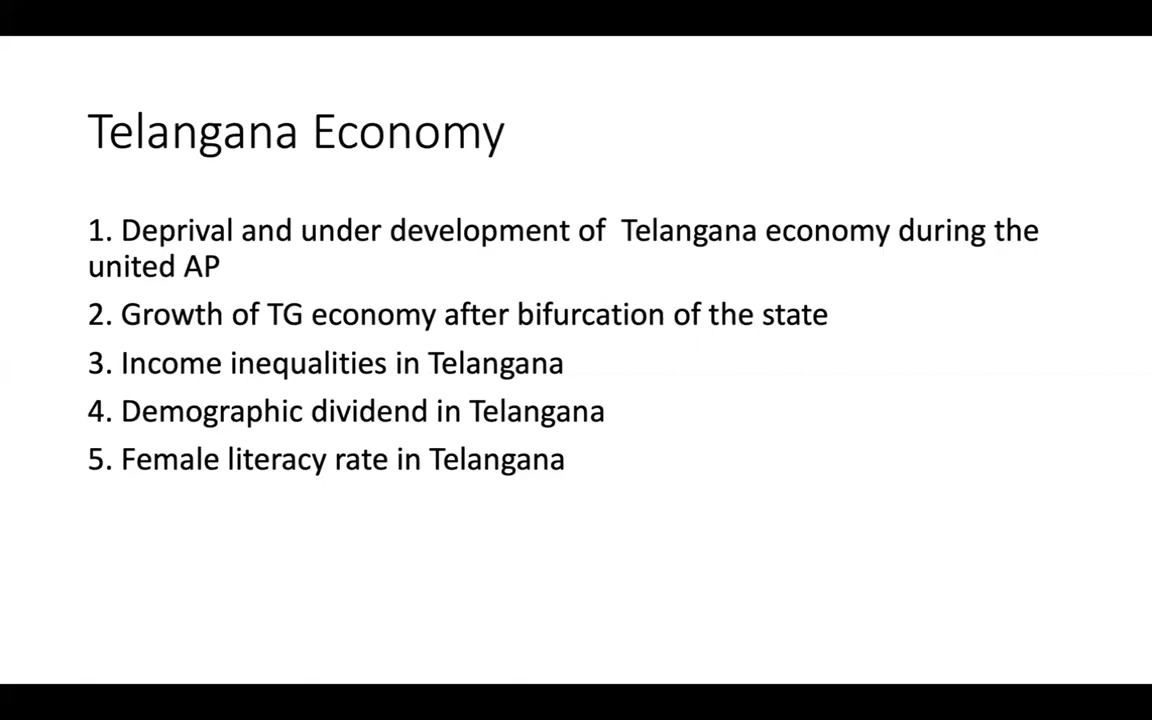 Telangana Economy
1. Deprival and under development of  Telangana economy during the
united AP
2. Growth of TG economy after bifurcation of the state
3. Income inequalities in Telangana
4. Demographic dividend in Telangana
5. Female literacy rate in Telangana